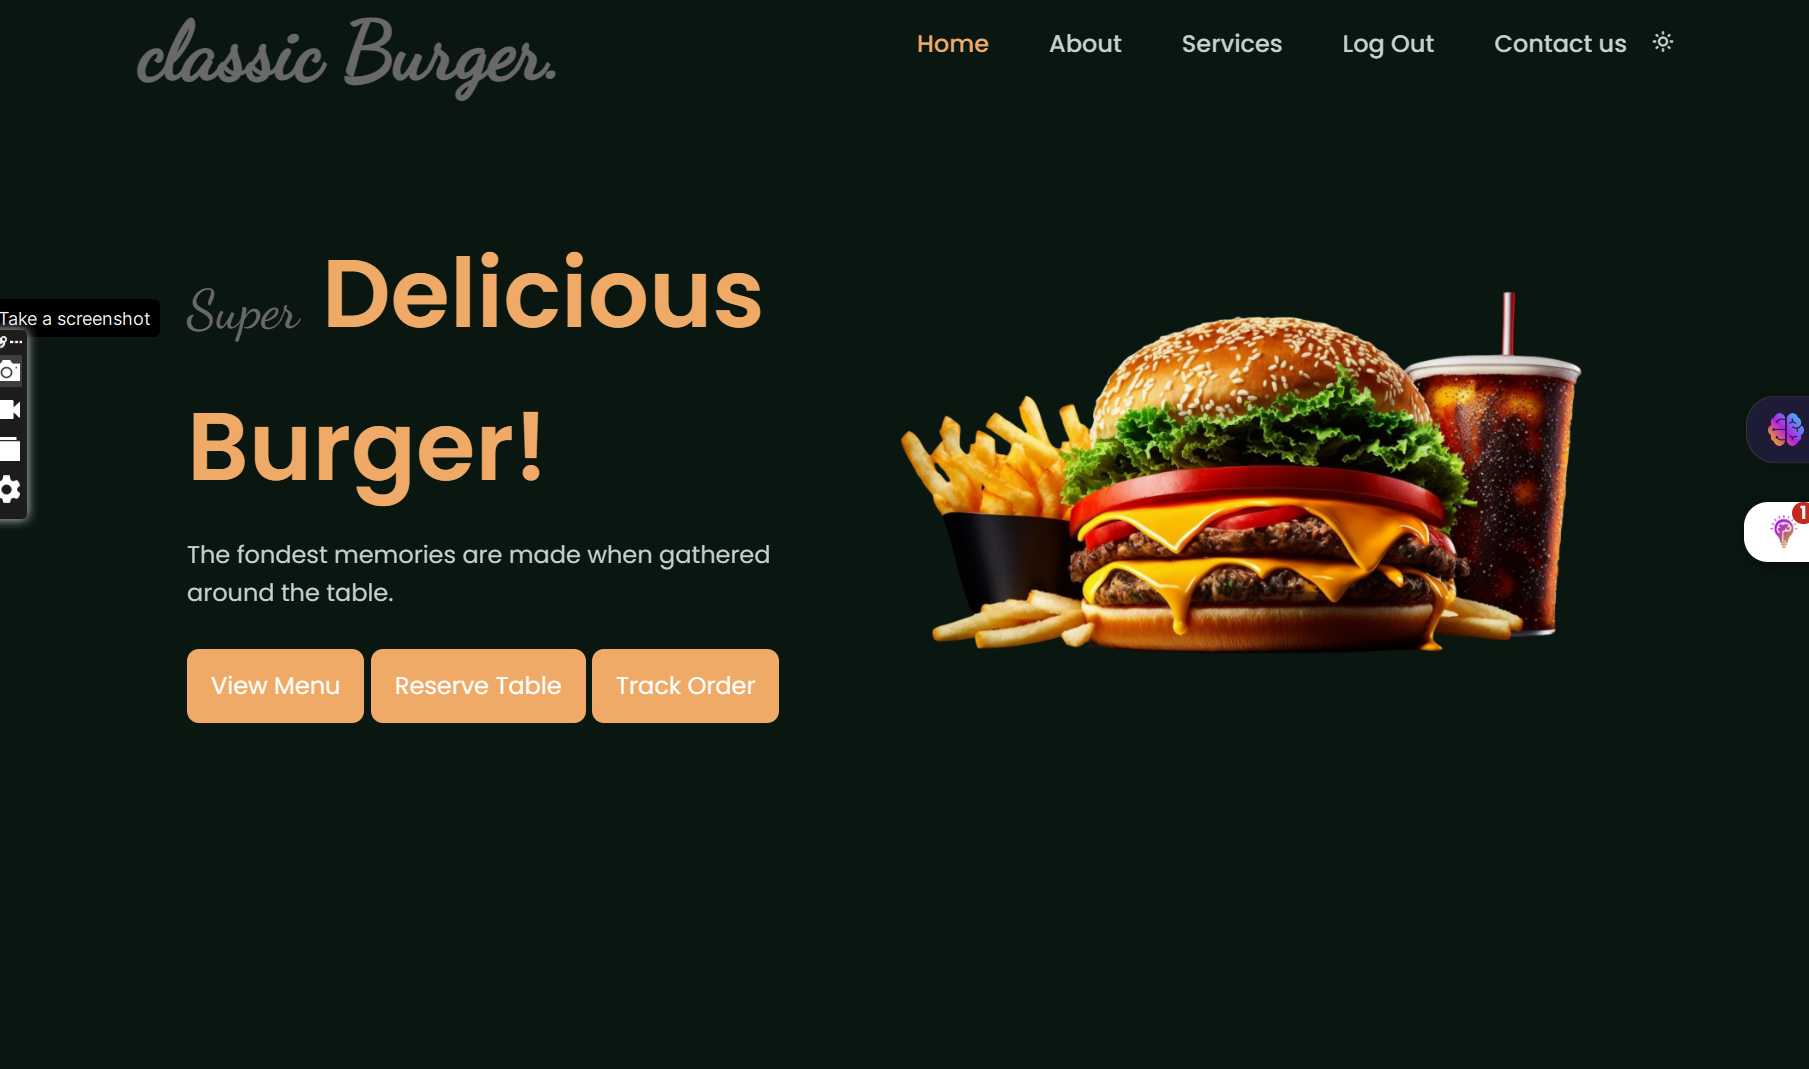 classic Burger.
Home About Services Log Out Contact us
Super Delicious
Burger!
Take a screenshot
The fondest memories are made when gathered
around the table.
View Menu Reserve Table Track Order
1